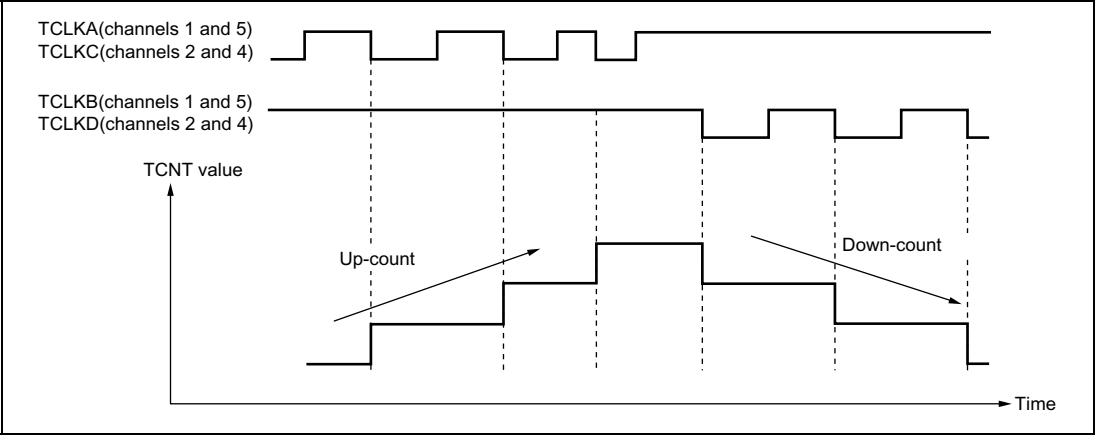 TCLKA(channels 1 and 5)
TCLKC(channels 2 and 4)
TCLKB(channels 1 and 5)
TCLKD(channels 2 and 4)
TCNT value
Up-count
Down-count
Time